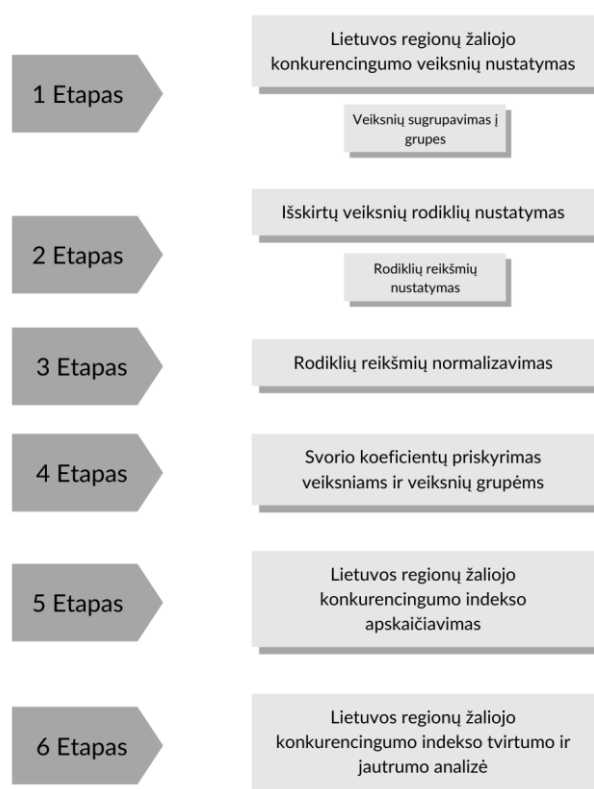 1 Etapas
Lietuvos regionų žaliojo
konkurencingumo veiksnių nustatymas
Veiksnių sugrupavimas į
grupes
2 Etapas
Išskirtų veiksnių rodiklių nustatymas
Rodiklių reikšmių
nustatymas
3 Etapas
Rodiklių reikšmių normalizavimas
4 Etapas
Svorio koeficientų priskyrimas
veiksniams ir veiksnių grupėms
5 Etapas
Lietuvos regionų žaliojo
konkurencingumo indekso
apskaičiavimas
6 Etapas
Lietuvos regionų žaliojo
konkurencingumo indekso tvirtumo ir
jautrumo analizė